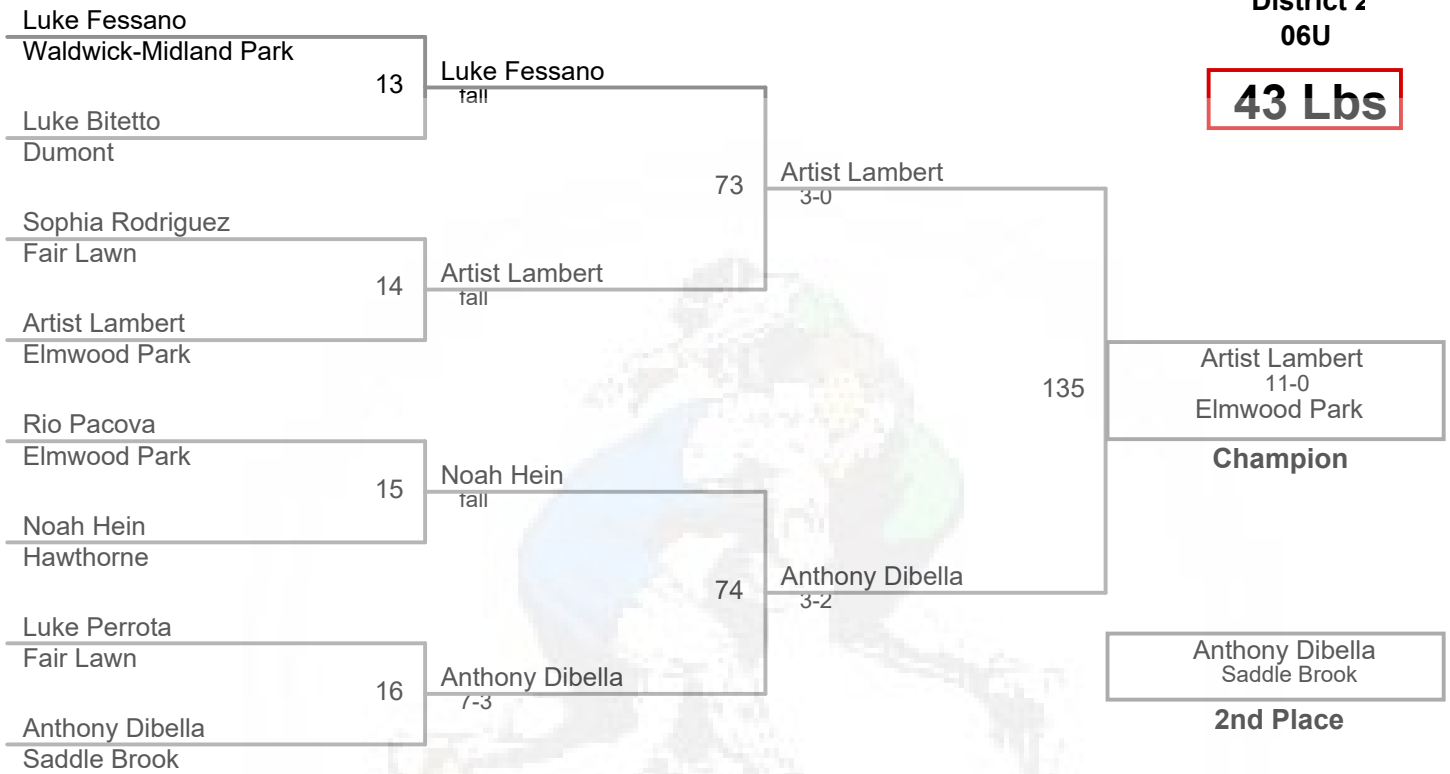 District 2
06U
43 Lbs
Luke Fessano
Waldwick-Midland Park
13
Luke Fessano
fall
Luke Bitetto
Dumont
73
Artist Lambert
3-0
Sophia Rodriguez
Fair Lawn
14
Artist Lambert
fall
Artist Lambert
Elmwood Park
135
Artist Lambert
11-0
Elmwood Park
Champion
Rio Pacova
Elmwood Park
15
Noah Hein
fall
Noah Hein
Hawthorne
74
Anthony Dibella
3-2
Luke Perrota
Fair Lawn
16
Anthony Dibella
7-3
Anthony Dibella
Saddle Brook
Anthony Dibella
Saddle Brook
2nd Place